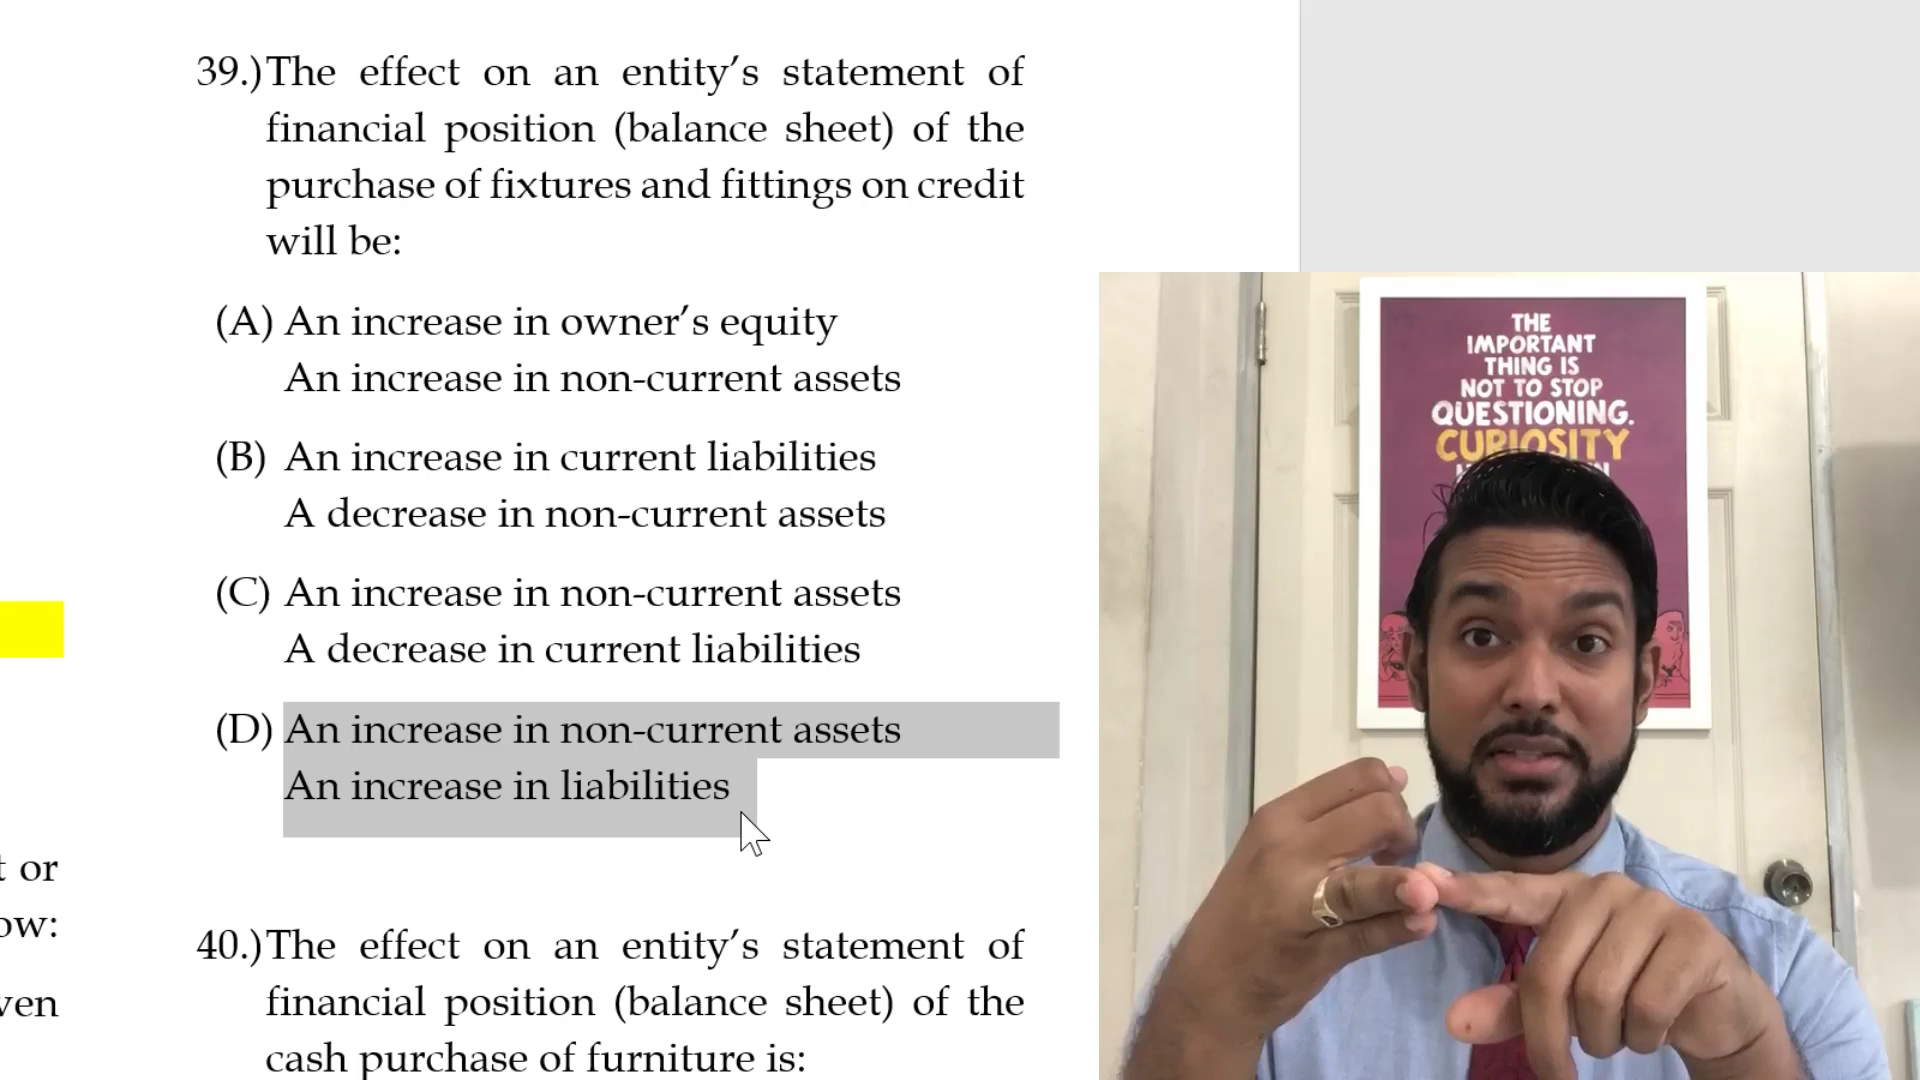 39.) The effect on an entity’s statement of
financial position (balance sheet) of the
purchase of fixtures and fittings on credit
will be:
(A) An increase in owner’s equity
An increase in non-current assets
(B) An increase in current liabilities
A decrease in non-current assets
(C) An increase in non-current assets
A decrease in current liabilities
(D) An increase in non-current assets
An increase in liabilities
40.) The effect on an entity’s statement of
financial position (balance sheet) of the
cash purchase of furniture is:
or
ow:
ven
THE
IMPORTANT
THING IS
NOT TO STOP
QUESTIONING.
CURIOSITY